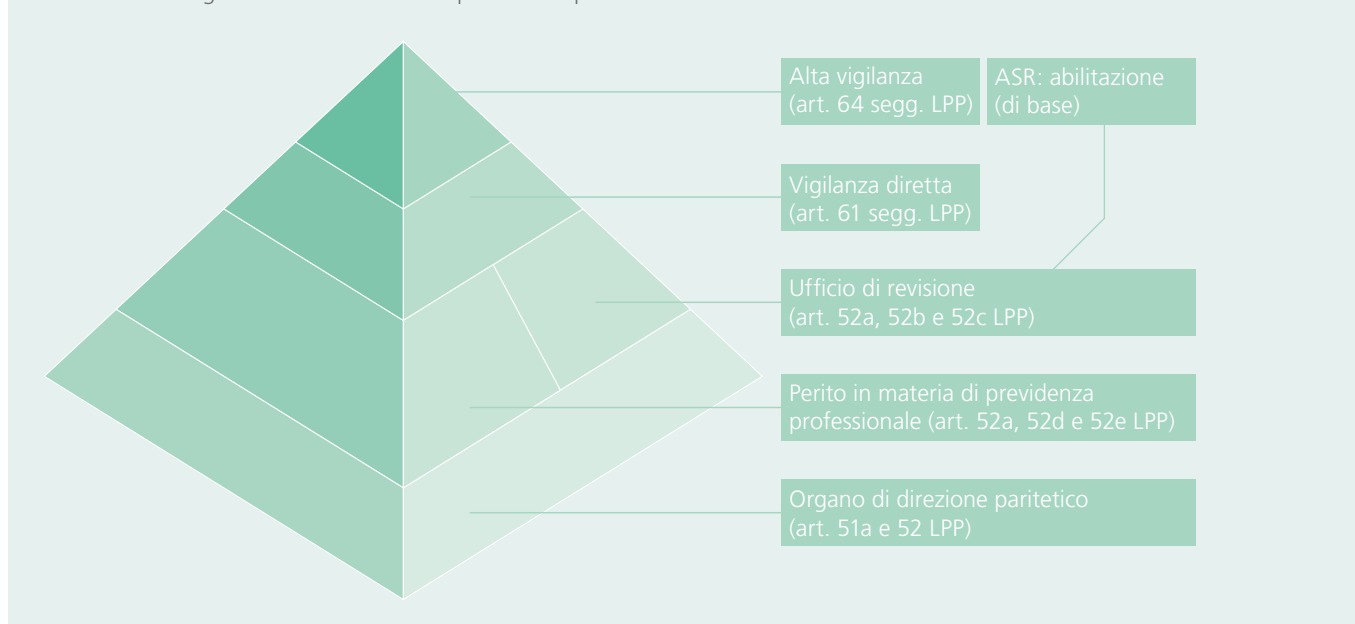 Alta vigilanza
(art. 64 segg. LPP)
ASR: abilitazione
(di base)
Vigilanza diretta
(art. 61 segg. LPP)
Ufficio di revisione
(art. 52a, 52b e 52c LPP)
Perito in materia di previdenza
professionale (art. 52a, 52d e 52e LPP)
Organo di direzione paritetico
(art. 51a e 52 LPP)